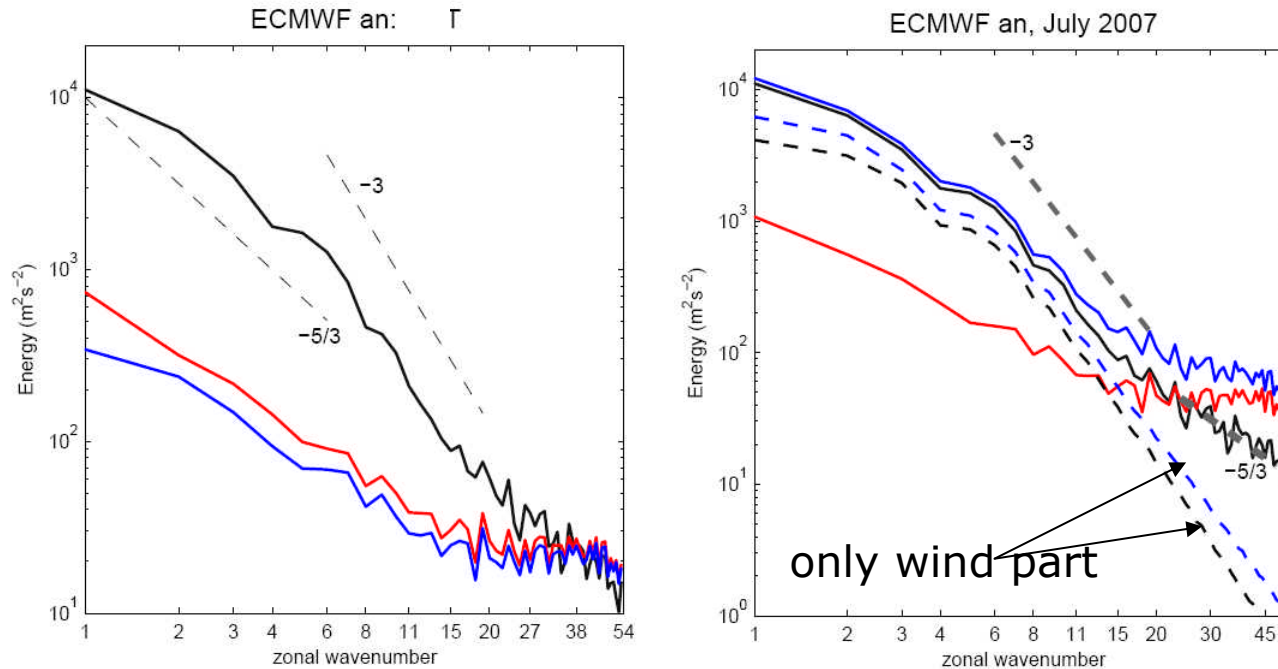 ECMWF an: T
10^4
10^3
10^2
10^1
Energy (m²s⁻²)
−3
−5/3
1 2 3 4 6 8 11 15 20 27 38 54
zonal wavenumber
ECMWF an, July 2007
10^4
10^3
10^2
10^1
10^0
Energy (m²s⁻²)
−3
−5/3
only wind part
1 2 3 4 6 8 11 15 20 30 45
zonal wavenumber